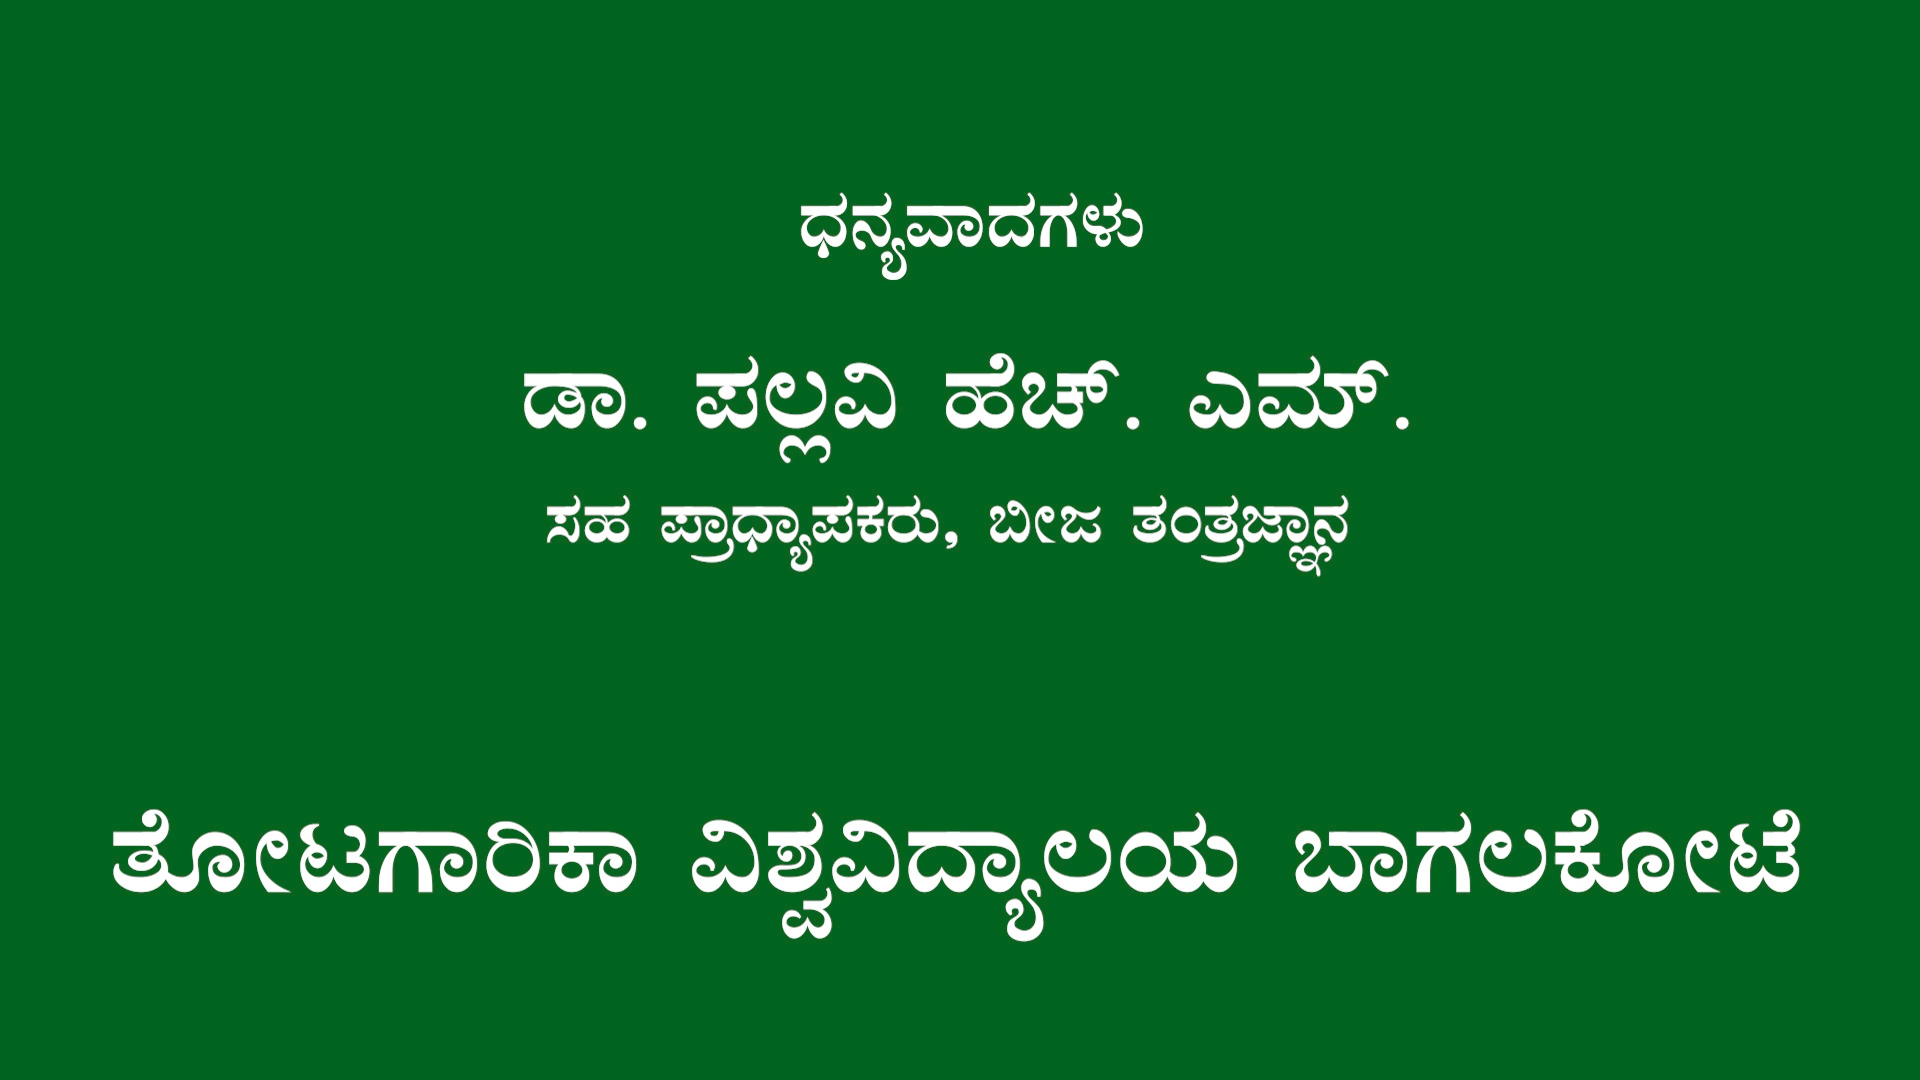 ಧನ್ಯವಾದಗಳು
ಡಾ. ಪಲ್ಲವಿ ಹೆಚ್. ಎಮ್.
ಸಹ ಪ್ರಾಧ್ಯಾಪಕರು, ಬೀಜ ತಂತ್ರಜ್ಞಾನ
ತೋಟಗಾರಿಕಾ ವಿಶ್ವವಿದ್ಯಾಲಯ ಬಾಗಲಕೋಟೆ